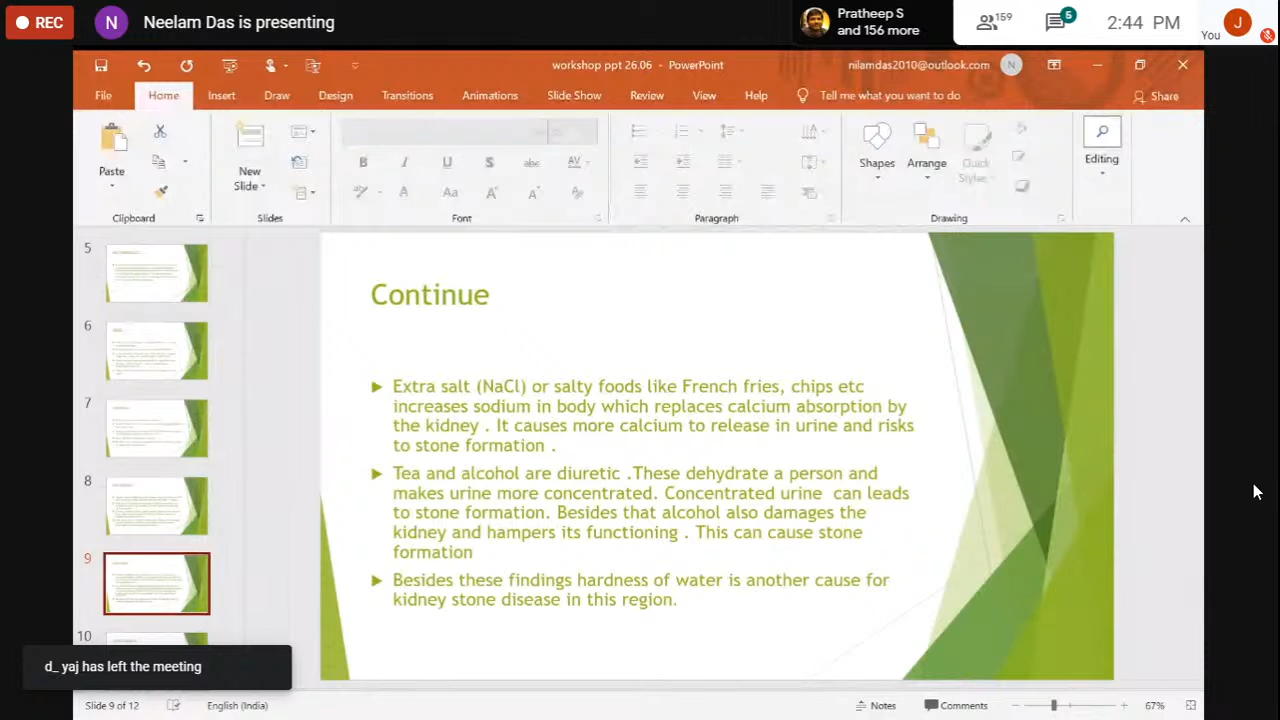 REC
N
Neelam Das is presenting
Pratheep S
and 156 more
159
5
2:44 PM
You
J
workshop ppt 26.06 - PowerPoint
nilamdas2010@outlook.com
N
File
Home
Insert
Draw
Design
Transitions
Animations
Slide Show
Review
View
Help
Tell me what you want to do
Share
Paste
New
Slide
B
I
U
S
abc
AV
A
Aa
A
A
Shapes
Arrange
Quick
Styles
Editing
Clipboard
Slides
Font
Paragraph
Drawing
5
6
7
8
9
10
Continue
Extra salt (NaCl) or salty foods like French fries, chips etc
increases sodium in body which replaces calcium absorption by
the kidney . It causes more calcium to release in urine and risks
to stone formation .
Tea and alcohol are diuretic .These dehydrate a person and
makes urine more concentrated. Concentrated urine can leads
to stone formation. Besides that alcohol also damages the
kidney and hampers its functioning . This can cause stone
formation
Besides these findings hardness of water is another cause for
kidney stone disease in this region.
d_ yaj has left the meeting
Slide 9 of 12
English (India)
Notes
Comments
67%